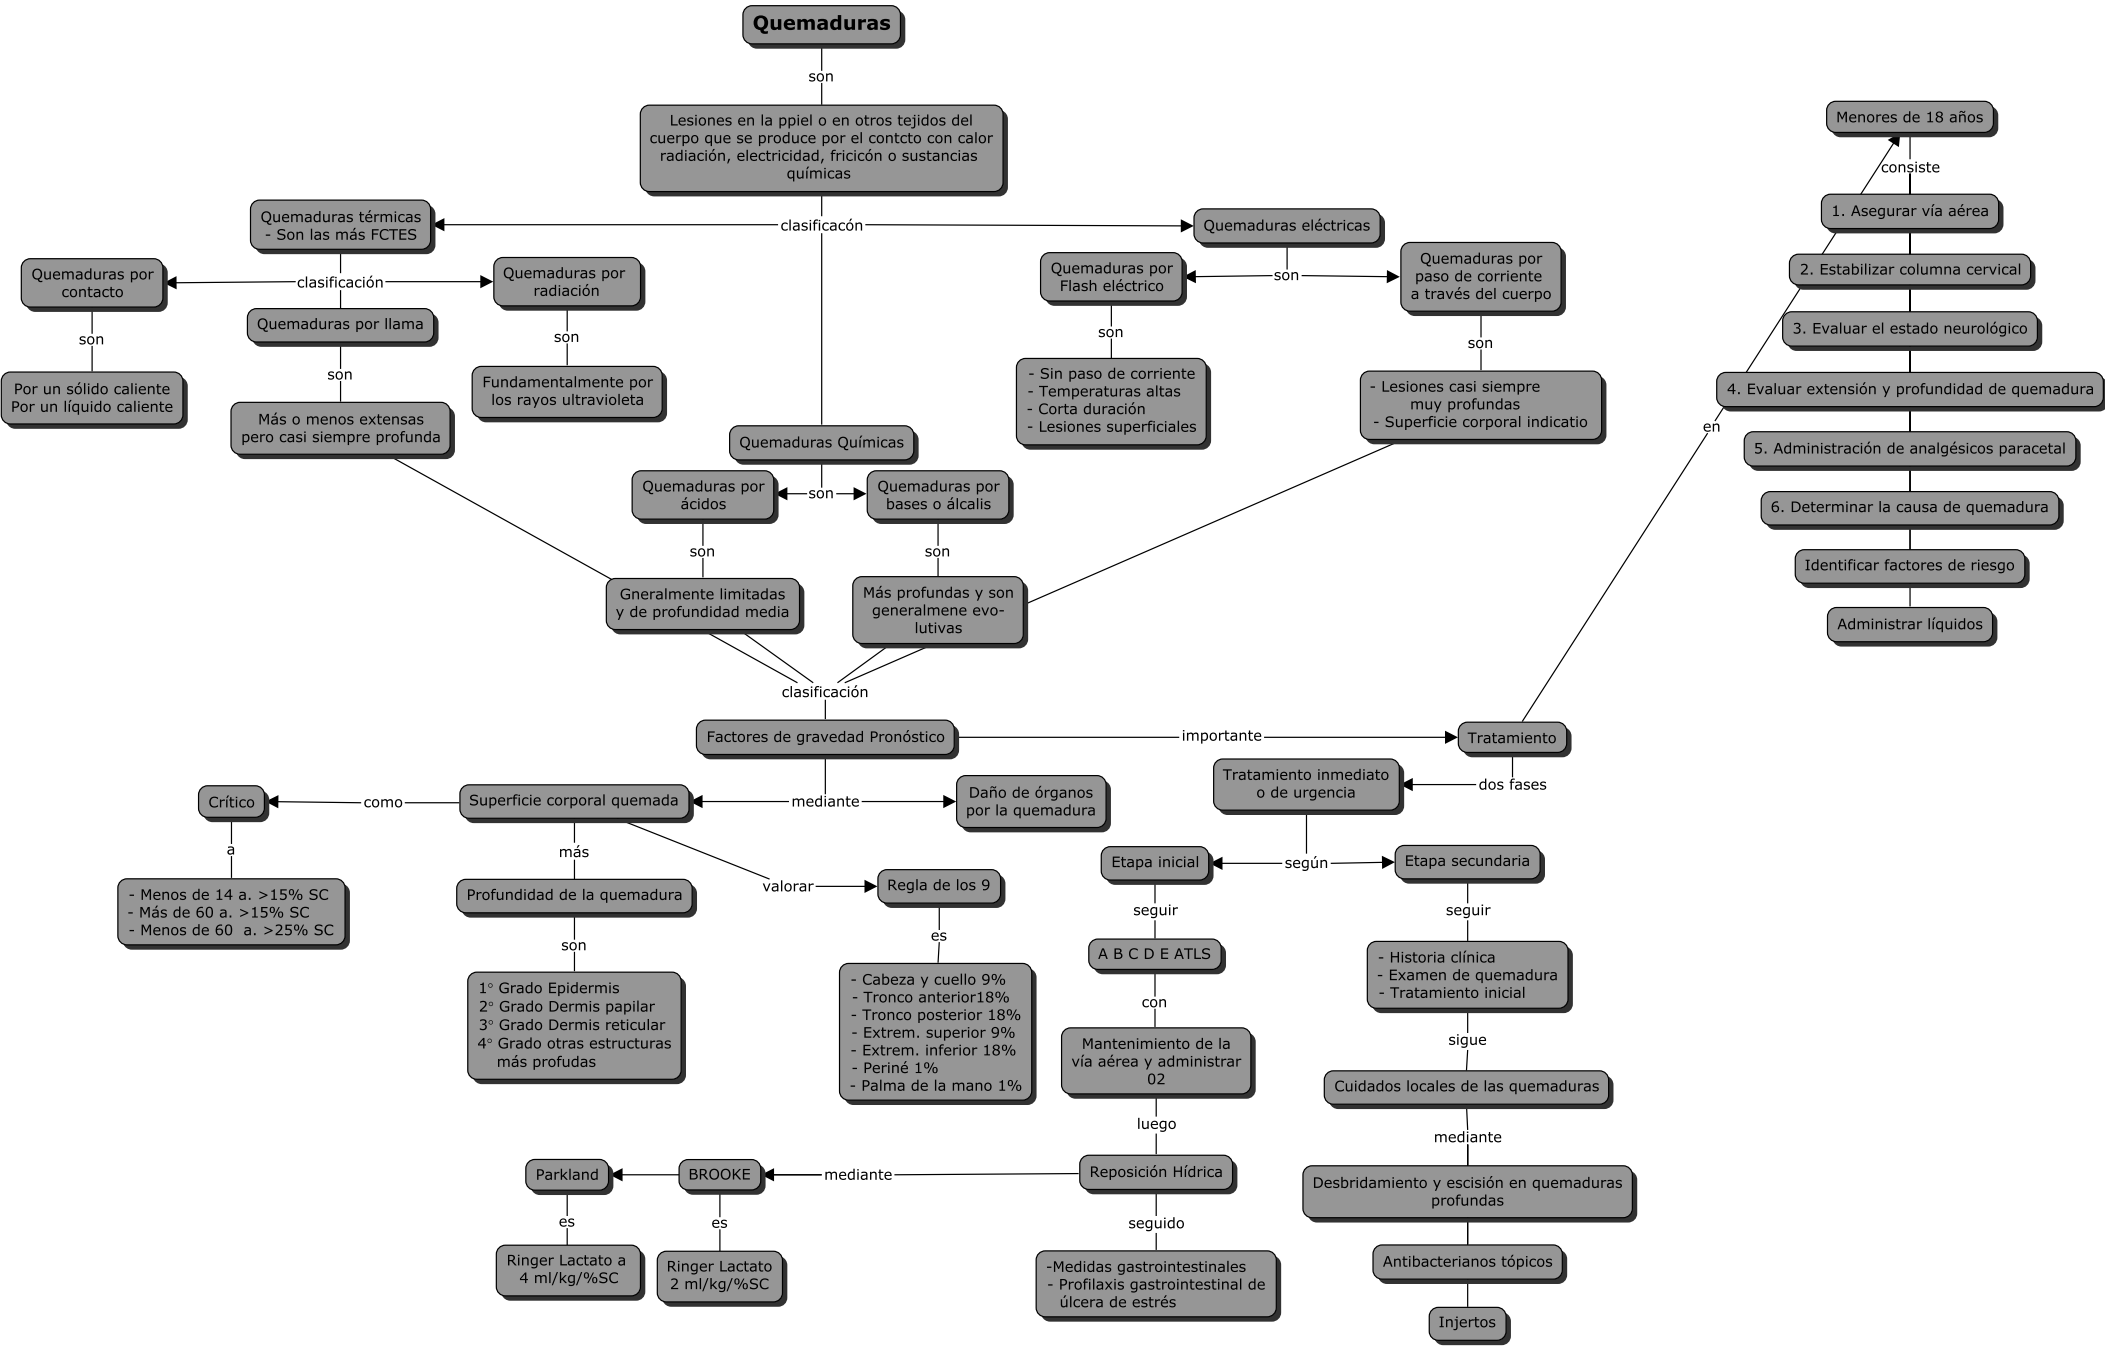 Quemaduras
son
Lesiones en la ppiel o en otros tejidos del
cuerpo que se produce por el contcto con calor
radiación, electricidad, fricicón o sustancias
químicas
clasificacón
Quemaduras térmicas
- Son las más FCTES
clasificación
Quemaduras por
contacto
son
Por un sólido caliente
Por un líquido caliente
Quemaduras por llama
son
Más o menos extensas
pero casi siempre profunda
Quemaduras por
radiación
son
Fundamentalmente por
los rayos ultravioleta
Quemaduras Químicas
son
Quemaduras por
ácidos
son
Gneralmente limitadas
y de profundidad media
Quemaduras por
bases o álcalis
son
Más profundas y son
generalmene evo-
lutivas
Quemaduras eléctricas
son
Quemaduras por
Flash eléctrico
son
- Sin paso de corriente
- Temperaturas altas
- Corta duración
- Lesiones superficiales
Quemaduras por
paso de corriente
a través del cuerpo
son
- Lesiones casi siempre
muy profundas
- Superficie corporal indicatio
clasificación
Factores de gravedad Pronóstico
mediante
Superficie corporal quemada
como
Crítico
a
- Menos de 14 a. >15% SC
- Más de 60 a. >15% SC
- Menos de 60  a. >25% SC
más
Profundidad de la quemadura
son
1° Grado Epidermis
2° Grado Dermis papilar
3° Grado Dermis reticular
4° Grado otras estructuras
más profudas
valorar
Regla de los 9
es
- Cabeza y cuello 9%
- Tronco anterior18%
- Tronco posterior 18%
- Extrem. superior 9%
- Extrem. inferior 18%
- Periné 1%
- Palma de la mano 1%
Daño de órganos
por la quemadura
importante
Tratamiento
dos fases
Tratamiento inmediato
o de urgencia
según
Etapa inicial
seguir
A B C D E ATLS
con
Mantenimiento de la
vía aérea y administrar
02
luego
Reposición Hídrica
mediante
BROOKE
es
Ringer Lactato
2 ml/kg/%SC
Parkland
es
Ringer Lactato a
4 ml/kg/%SC
seguido
-Medidas gastrointestinales
- Profilaxis gastrointestinal de
úlcera de estrés
Etapa secundaria
seguir
- Historia clínica
- Examen de quemadura
- Tratamiento inicial
sigue
Cuidados locales de las quemaduras
mediante
Desbridamiento y escisión en quemaduras
profundas
Antibacterianos tópicos
Injertos
en
Menores de 18 años
consiste
1. Asegurar vía aérea
2. Estabilizar columna cervical
3. Evaluar el estado neurológico
4. Evaluar extensión y profundidad de quemadura
5. Administración de analgésicos paracetal
6. Determinar la causa de quemadura
Identificar factores de riesgo
Administrar líquidos